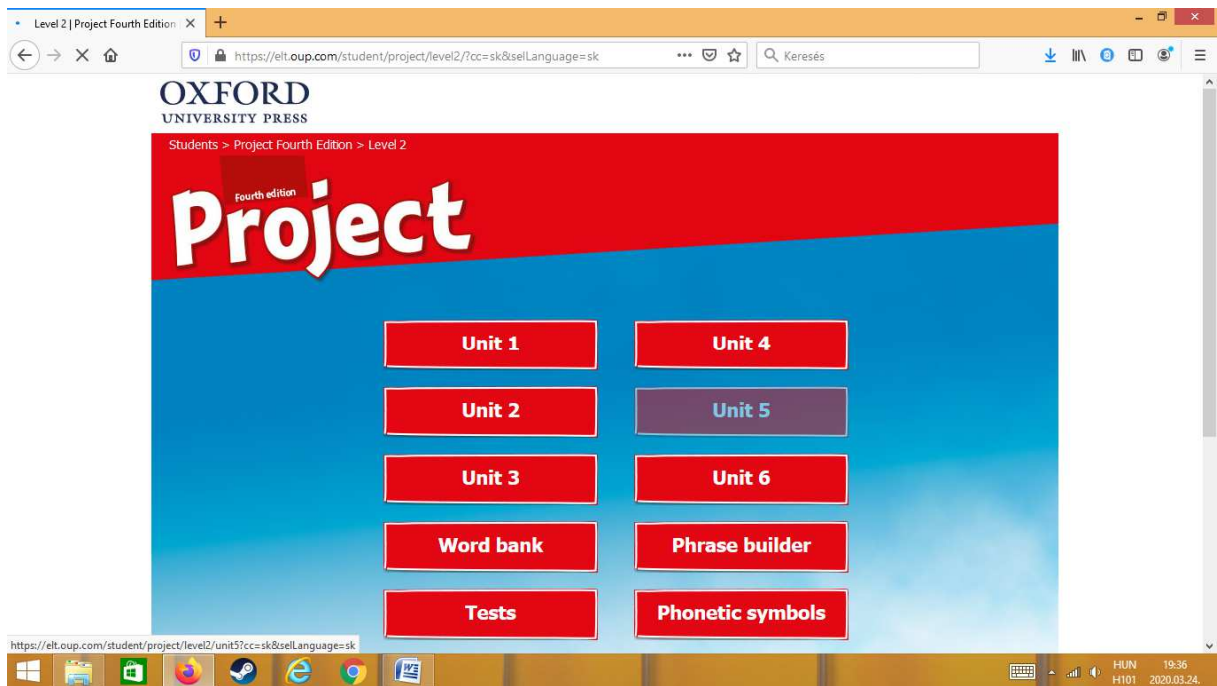 Level 2 | Project Fourth Edition
https://elt.oup.com/student/project/level2/?cc=sk&selLanguage=sk
Keresés
OXFORD
UNIVERSITY PRESS
Students > Project Fourth Edition > Level 2
Fourth edition
Project
Unit 1
Unit 4
Unit 2
Unit 5
Unit 3
Unit 6
Word bank
Phrase builder
Tests
Phonetic symbols
https://elt.oup.com/student/project/level2/unit5?cc=sk&selLanguage=sk
HUN
19:36
H101
2020.03.24.